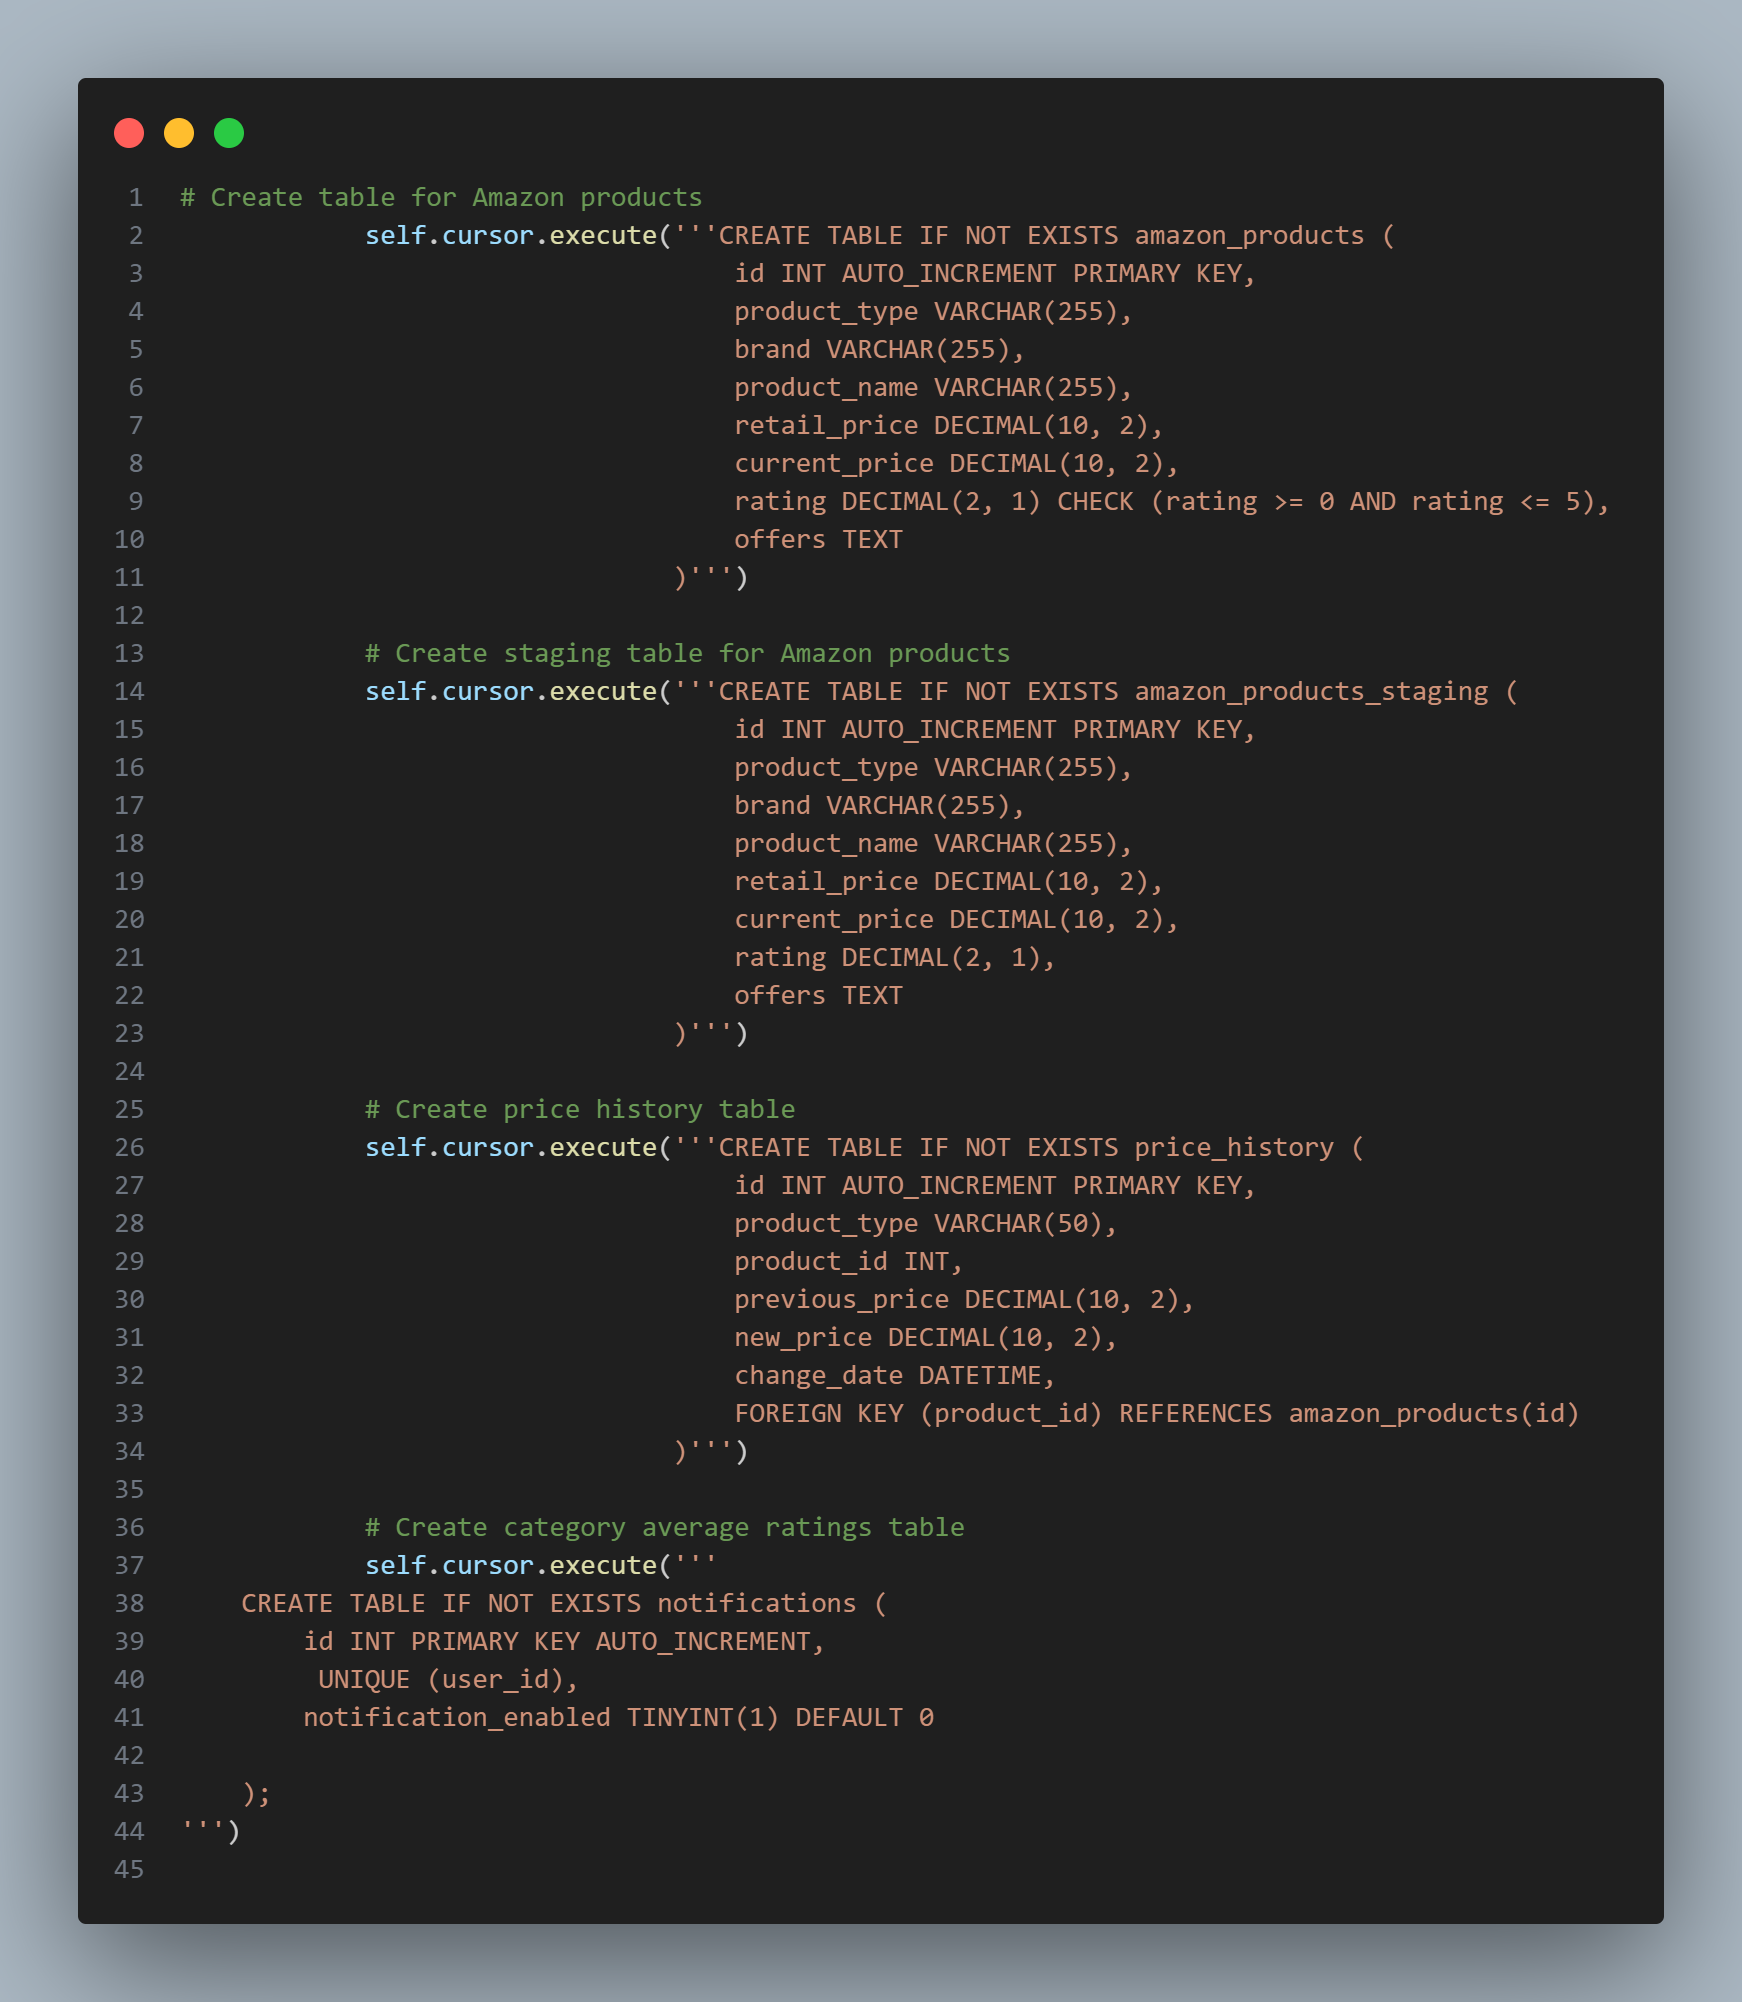 1 # Create table for Amazon products
2             self.cursor.execute('''CREATE TABLE IF NOT EXISTS amazon_products (
3                                     id INT AUTO_INCREMENT PRIMARY KEY,
4                                     product_type VARCHAR(255),
5                                     brand VARCHAR(255),
6                                     product_name VARCHAR(255),
7                                     retail_price DECIMAL(10, 2),
8                                     current_price DECIMAL(10, 2),
9                                     rating DECIMAL(2, 1) CHECK (rating >= 0 AND rating <= 5),
10                                     offers TEXT
11                                 )''')
12
13             # Create staging table for Amazon products
14             self.cursor.execute('''CREATE TABLE IF NOT EXISTS amazon_products_staging (
15                                     id INT AUTO_INCREMENT PRIMARY KEY,
16                                     product_type VARCHAR(255),
17                                     brand VARCHAR(255),
18                                     product_name VARCHAR(255),
19                                     retail_price DECIMAL(10, 2),
20                                     current_price DECIMAL(10, 2),
21                                     rating DECIMAL(2, 1),
22                                     offers TEXT
23                                 )''')
24
25             # Create price history table
26             self.cursor.execute('''CREATE TABLE IF NOT EXISTS price_history (
27                                     id INT AUTO_INCREMENT PRIMARY KEY,
28                                     product_type VARCHAR(50),
29                                     product_id INT,
30                                     previous_price DECIMAL(10, 2),
31                                     new_price DECIMAL(10, 2),
32                                     change_date DATETIME,
33                                     FOREIGN KEY (product_id) REFERENCES amazon_products(id)
34                                 )''')
35
36             # Create category average ratings table
37             self.cursor.execute('''
38     CREATE TABLE IF NOT EXISTS notifications (
39         id INT PRIMARY KEY AUTO_INCREMENT,
40          UNIQUE (user_id),
41         notification_enabled TINYINT(1) DEFAULT 0
42
43     );
44 ''')
45